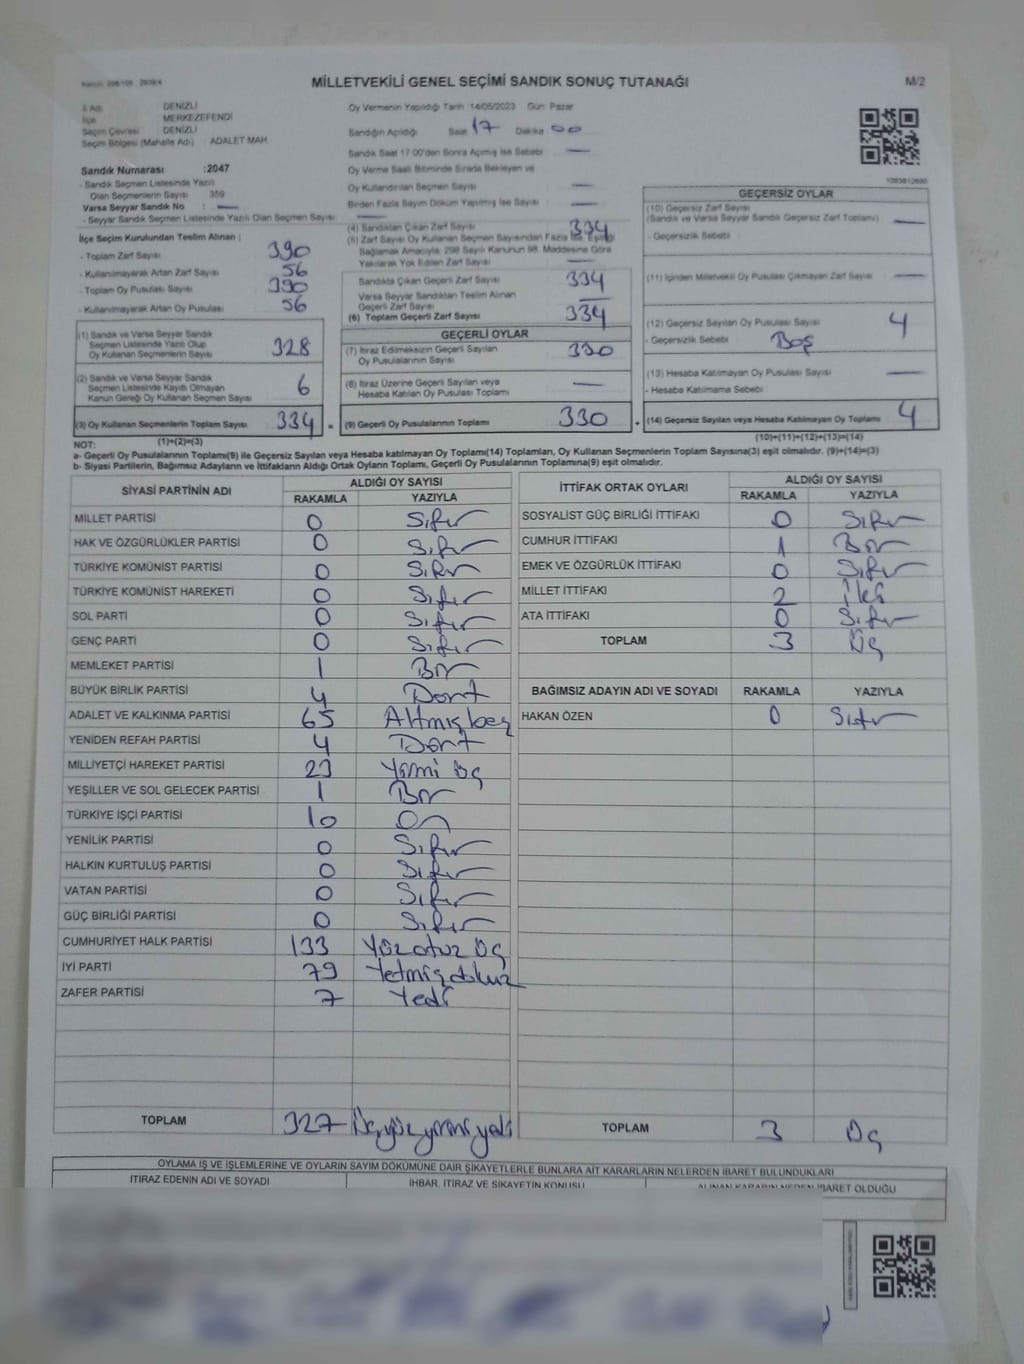 MİLLETVEKİLİ GENEL SEÇİMİ SANDIK SONUÇ TUTANAĞI
M/2
İl Adı DENİZLİ
İlçe MERKEZEFENDİ
Seçim Çevresi DENİZLİ
Seçim Bölgesi (Mahalle Adı) ADALET MAH.
Sandık Numarası :2047
- Sandık Seçmen Listesinde Yazılı
Olan Seçmenlerin Sayısı 359
Varsa Seyyar Sandık No : —
- Seyyar Sandık Seçmen Listesinde Yazılı Olan Seçmen Sayısı —
Oy Vermenin Yapıldığı Tarih 14/05/2023 Gün: Pazar
Sandığın Açıldığı Saat 17 Dakika 00
Sandık Saat 17:00'den Sonra Açılmış İse Sebebi —
Oy Verme Saati Bitiminde Sırada Bekleyen ve
Oy Kullandırılan Seçmen Sayısı —
Birden Fazla Sayım Döküm Yapılmış İse Sayısı —
İlçe Seçim Kurulundan Teslim Alınan ;
- Toplam Zarf Sayısı 390
- Kullanılmayarak Artan Zarf Sayısı 56
- Toplam Oy Pusulası Sayısı 390
- Kullanılmayarak Artan Oy Pusulası 56
(4) Sandıktan Çıkan Zarf Sayısı 334
(5) Zarf Sayısı Oy Kullanan Seçmen Sayısından Fazla İse, Eşitliği
Sağlamak Amacıyla, 298 Sayılı Kanunun 98. Maddesine Göre
Yakılarak Yok Edilen Zarf Sayısı —
Sandıkta Çıkan Geçerli Zarf Sayısı 334
Varsa Seyyar Sandıktan Teslim Alınan
Geçerli Zarf Sayısı —
(6) Toplam Geçerli Zarf Sayısı 334
(1) Sandık ve Varsa Seyyar Sandık
Seçmen Listesinde Yazılı Olup
Oy Kullanan Seçmenlerin Sayısı 328
(2) Sandık ve Varsa Seyyar Sandık
Seçmen Listesinde Kaydı Olmayan
Kanun Gereği Oy Kullanan Seçmen Sayısı 6
(3) Oy Kullanan Seçmenlerin Toplam Sayısı 334 =
GEÇERLİ OYLAR
(7) İtiraz Edilmeksizin Geçerli Sayılan
Oy Pusulalarının Sayısı 330
(8) İtiraz Üzerine Geçerli Sayılan veya
Hesaba Katılan Oy Pusulası Toplamı —
(9) Geçerli Oy Pusulalarının Toplamı 330 +
GEÇERSİZ OYLAR
(10) Geçersiz Zarf Sayısı
(Sandık ve Varsa Seyyar Sandık Geçersiz Zarf Toplamı) —
- Geçersizlik Sebebi :
(11) İçinden Milletvekili Oy Pusulası Çıkmayan Zarf Sayısı —
(12) Geçersiz Sayılan Oy Pusulası Sayısı 4
- Geçersizlik Sebebi : Boş
(13) Hesaba Katılmayan Oy Pusulası Sayısı —
- Hesaba Katılmama Sebebi :
(14) Geçersiz Sayılan veya Hesaba Katılmayan Oy Toplamı 4
NOT: (1)+(2)=(3)
(10)+(11)+(12)+(13)=(14)
a- Geçerli Oy Pusulalarının Toplamı(9) ile Geçersiz Sayılan veya Hesaba katılmayan Oy Toplamı(14) Toplamları, Oy Kullanan Seçmenlerin Toplam Sayısına(3) eşit olmalıdır. (9)+(14)=(3)
b- Siyasi Partilerin, Bağımsız Adayların ve İttifakların Aldığı Ortak Oyların Toplamı, Geçerli Oy Pusulalarının Toplamına(9) eşit olmalıdır.
SİYASİ PARTİNİN ADI ALDIĞI OY SAYISI
RAKAMLA YAZIYLA
MİLLET PARTİSİ 0 Sıfır
HAK VE ÖZGÜRLÜKLER PARTİSİ 0 Sıfır
TÜRKİYE KOMÜNİST PARTİSİ 0 Sıfır
TÜRKİYE KOMÜNİST HAREKETİ 0 Sıfır
SOL PARTİ 0 Sıfır
GENÇ PARTİ 0 Sıfır
MEMLEKET PARTİSİ 1 Bir
BÜYÜK BİRLİK PARTİSİ 4 Dört
ADALET VE KALKINMA PARTİSİ 65 Altmışbeş
YENİDEN REFAH PARTİSİ 4 Dört
MİLLİYETÇİ HAREKET PARTİSİ 23 Yirmi üç
YEŞİLLER VE SOL GELECEK PARTİSİ 1 Bir
TÜRKİYE İŞÇİ PARTİSİ 10 On
YENİLİK PARTİSİ 0 Sıfır
HALKIN KURTULUŞ PARTİSİ 0 Sıfır
VATAN PARTİSİ 0 Sıfır
GÜÇ BİRLİĞİ PARTİSİ 0 Sıfır
CUMHURİYET HALK PARTİSİ 133 Yüz otuz üç
İYİ PARTİ 79 Yetmişdokuz
ZAFER PARTİSİ 7 Yedi
TOPLAM 327 Üçyüzyirmiyedi
İTTİFAK ORTAK OYLARI ALDIĞI OY SAYISI
RAKAMLA YAZIYLA
SOSYALİST GÜÇ BİRLİĞİ İTTİFAKI 0 Sıfır
CUMHUR İTTİFAKI 1 Bir
EMEK VE ÖZGÜRLÜK İTTİFAKI 0 Sıfır
MİLLET İTTİFAKI 2 İki
ATA İTTİFAKI 0 Sıfır
TOPLAM 3 Üç
BAĞIMSIZ ADAYIN ADI VE SOYADI RAKAMLA YAZIYLA
HAKAN ÖZEN 0 Sıfır
TOPLAM 3 Üç
OYLAMA İŞ VE İŞLEMLERİNE VE OYLARIN SAYIM DÖKÜMÜNE DAİR ŞİKAYETLERLE BUNLARA AİT KARARLARIN NELERDEN İBARET BULUNDUKLARI
İTİRAZ EDENİN ADI VE SOYADI İHBAR, İTİRAZ VE ŞİKAYETİN KONUSU ALINAN KARARIN NEDEN İBARET OLDUĞU